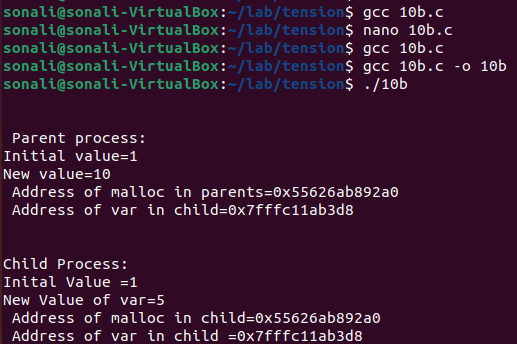 sonali@sonali-VirtualBox:~/lab/tension$ gcc 10b.c
sonali@sonali-VirtualBox:~/lab/tension$ nano 10b.c
sonali@sonali-VirtualBox:~/lab/tension$ gcc 10b.c
sonali@sonali-VirtualBox:~/lab/tension$ gcc 10b.c -o 10b
sonali@sonali-VirtualBox:~/lab/tension$ ./10b
Parent process:
Initial value=1
New value=10
Address of malloc in parents=0x55626ab892a0
Address of var in child=0x7fffc11ab3d8
Child Process:
Inital Value =1
New Value of var=5
Address of malloc in child=0x55626ab892a0
Address of var in child =0x7fffc11ab3d8